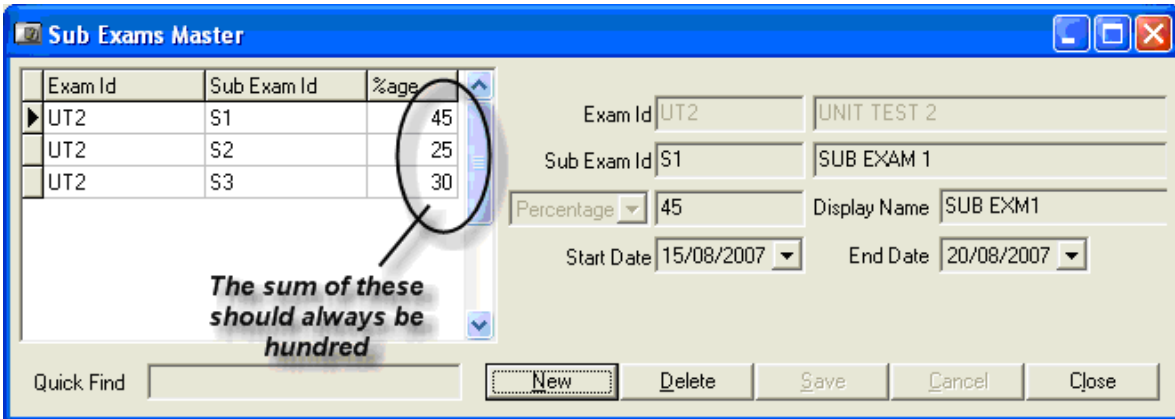 Sub Exams Master
Exam Id Sub Exam Id %age
UT2 S1 45
UT2 S2 25
UT2 S3 30
The sum of these
should always be
hundred
Exam Id UT2 UNIT TEST 2
Sub Exam Id S1 SUB EXAM 1
Percentage 45 Display Name SUB EXM1
Start Date 15/08/2007 End Date 20/08/2007
Quick Find New Delete Save Cancel Close